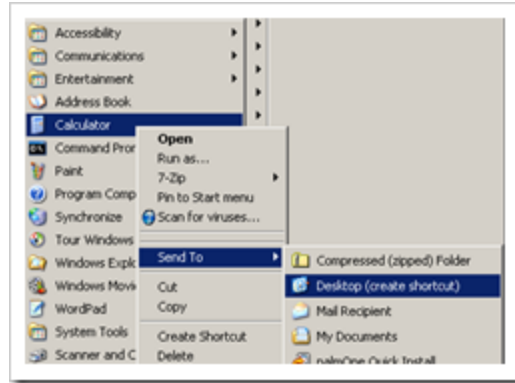 Accessibility
Communications
Entertainment
Address Book
Calculator
Command Pror
Paint
Program Comp
Synchronize
Tour Windows
Windows Explo
Windows Movi
WordPad
System Tools
Scanner and C
Open
Run as...
7-Zip
Pin to Start menu
Scan for viruses...
Send To
Cut
Copy
Create Shortcut
Delete
Compressed (zipped) Folder
Desktop (create shortcut)
Mail Recipient
My Documents
palmOne Quick Install